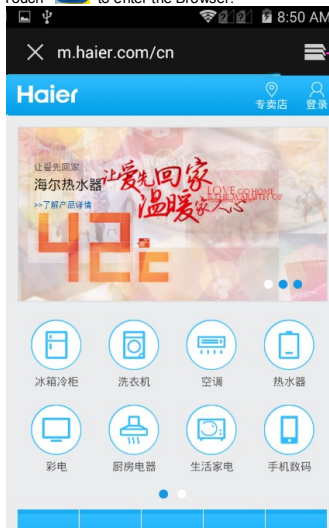 to enter the Browser.
8:50 AM
m.haier.com/cn
Haier
专卖店
登录
让爱先回家
海尔热水器
>>了解产品详情
让爱先回家
温暖家人心
LOVE GO HOME
42℃
冰箱冷柜
洗衣机
空调
热水器
彩电
厨房电器
生活家电
手机数码